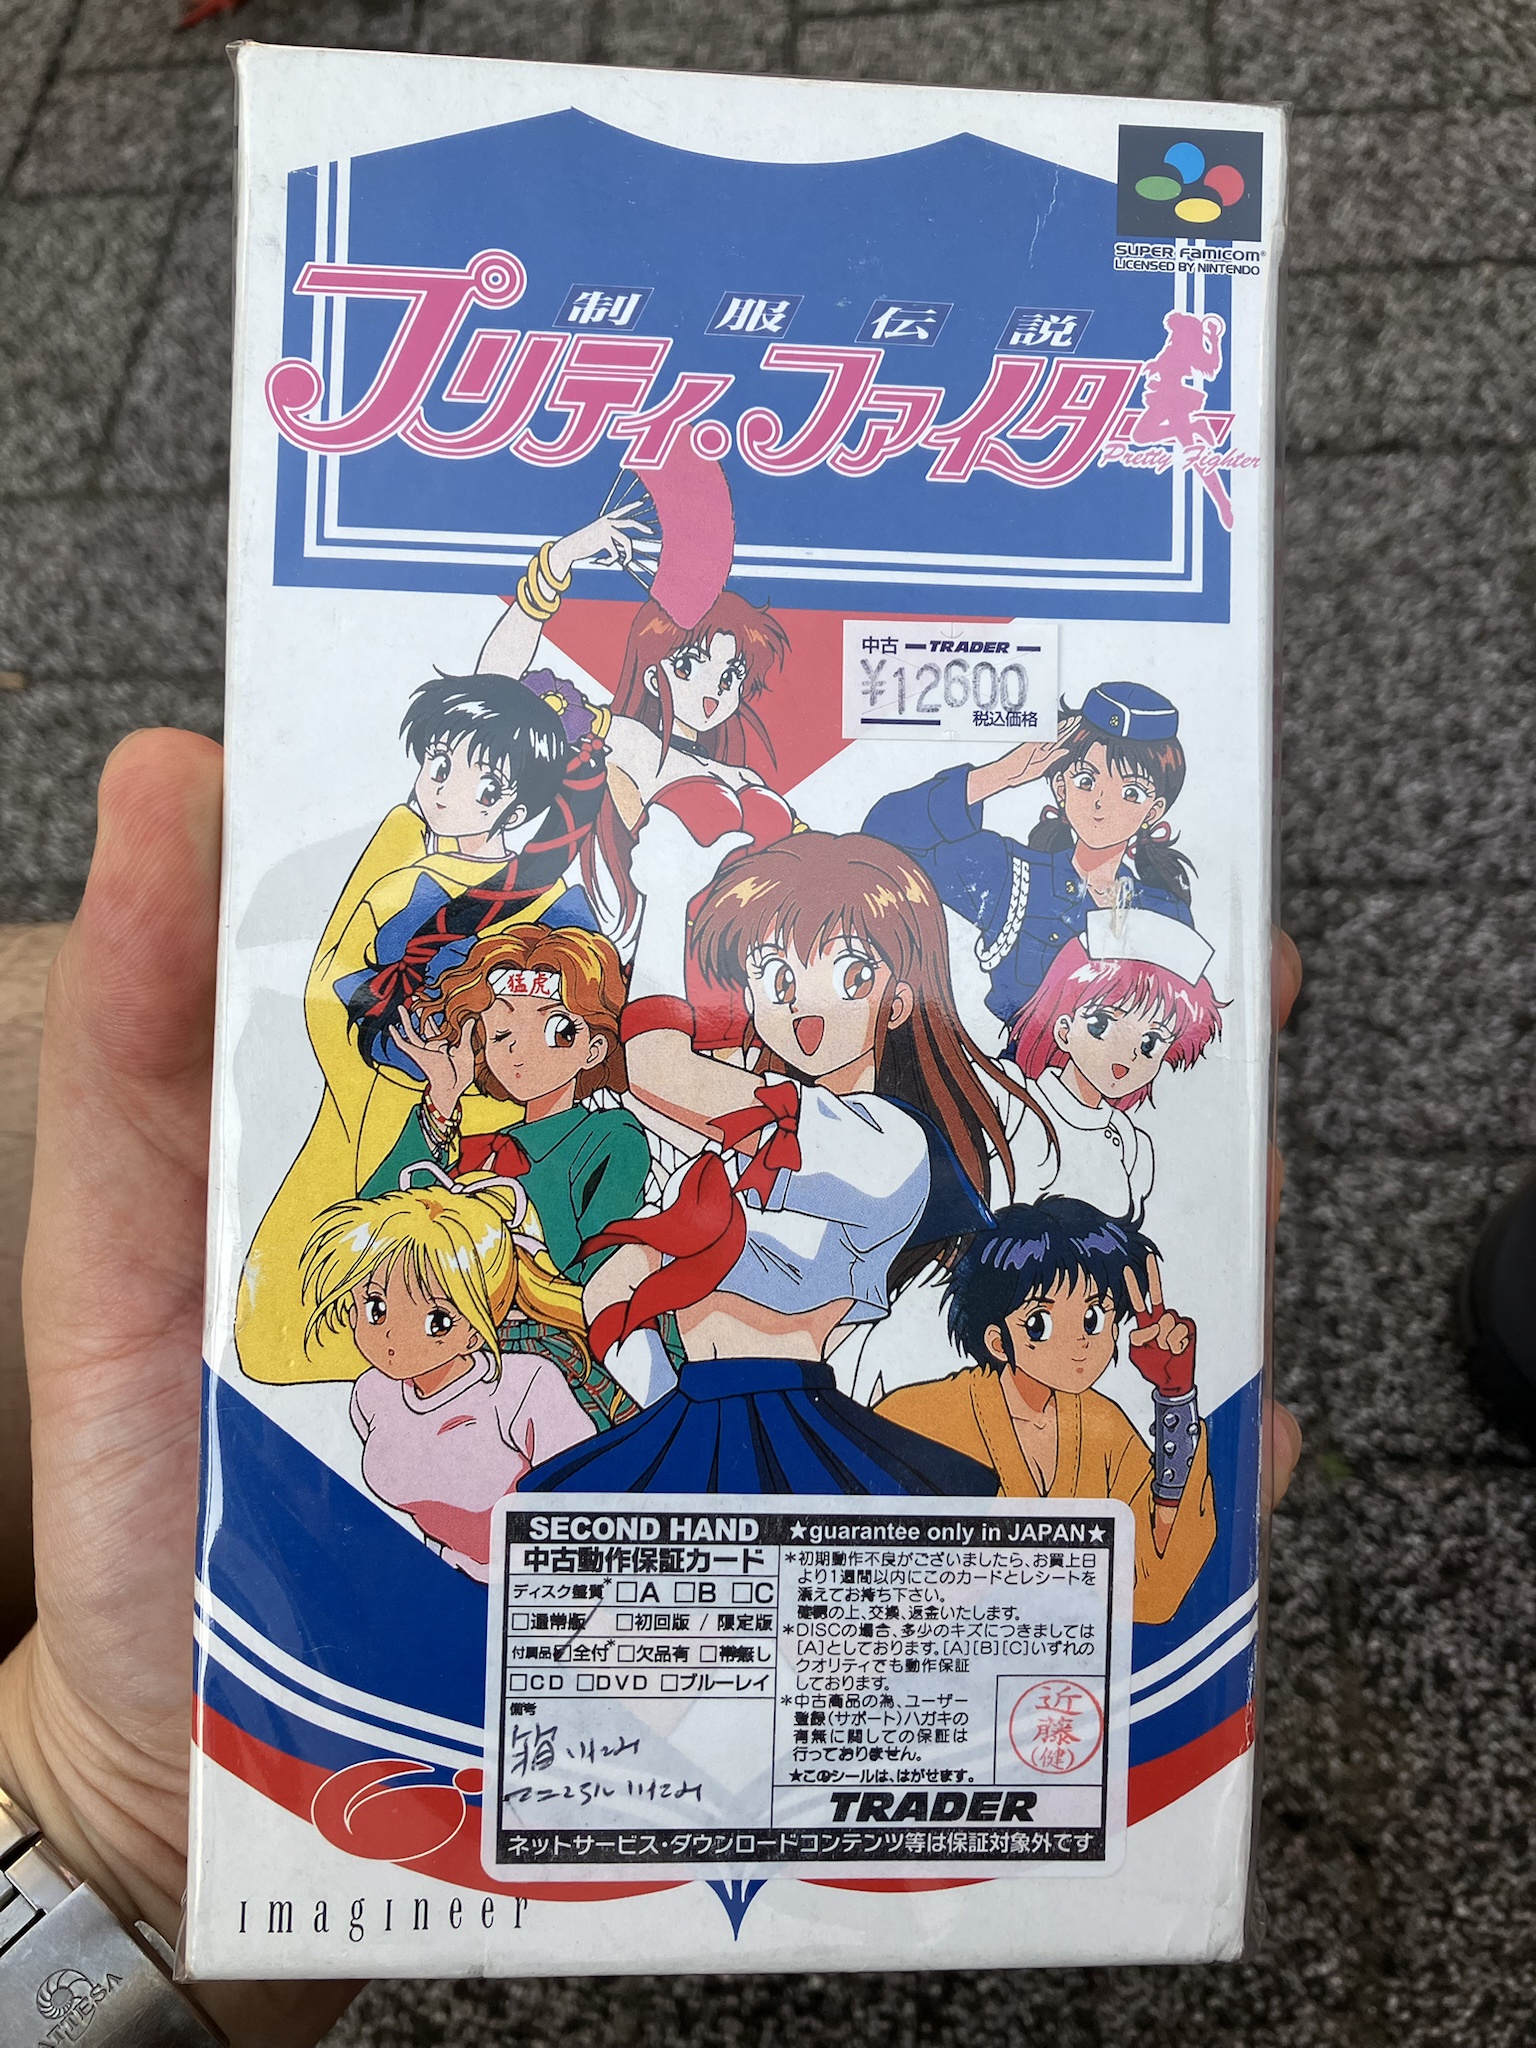 SUPER FAMICOM®
LICENSED BY NINTENDO
制服伝説
プリティ・ファイター
Pretty Fighter
中古 TRADER
¥12600
税込価格
猛虎
SECOND HAND ★guarantee only in JAPAN★
中古動作保証カード
ディスク盤質* □A □B □C
□通常版 □初回版 / 限定版
付属品 ☑全付* □欠品有 □帯無し
□CD □DVD □ブルーレイ
備考
箱いたみ
マニュアルいたみ
*初期動作不良がございましたら、お買上日
より1週間以内にこのカードとレシートを
添えてお持ち下さい。
確認の上、交換、返金いたします。
*DISCの場合、多少のキズにつきましては
[A]としております。[A][B][C]いずれの
クオリティでも動作保証
しております。
*中古商品の為、ユーザー
登録(サポート)ハガキの
有無に関しての保証は
行っておりません。
★このシールは、はがせます。
近藤(健)
TRADER
ネットサービス・ダウンロードコンテンツ等は保証対象外です
imagineer